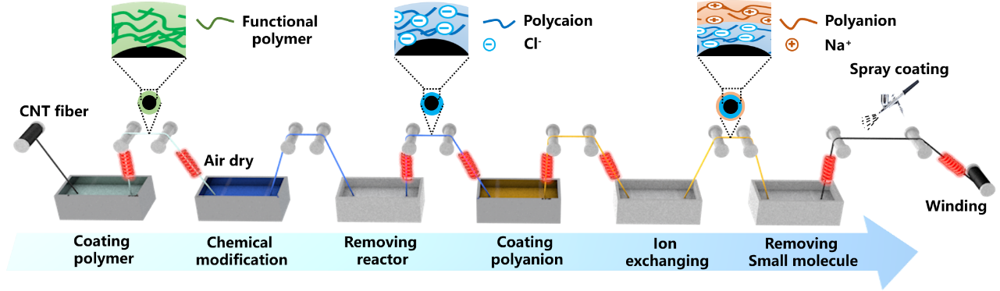 Functional
polymer
Polycaion
Cl⁻
Polyanion
Na⁺
Spray coating
CNT fiber
Air dry
Winding
Coating
polymer
Chemical
modification
Removing
reactor
Coating
polyanion
Ion
exchanging
Removing
Small molecule